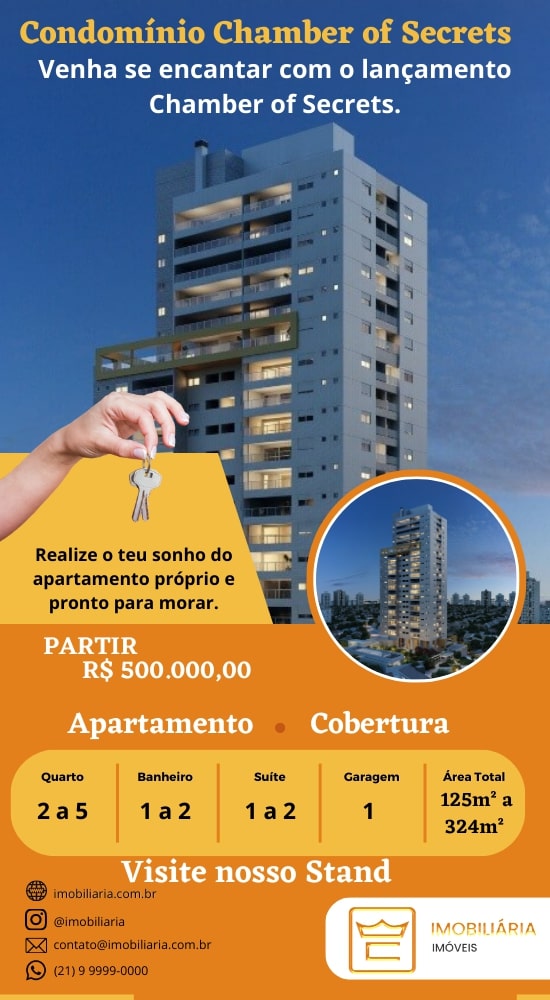 Condomínio Chamber of Secrets
Venha se encantar com o lançamento
Chamber of Secrets.
Realize o teu sonho do
apartamento próprio e
pronto para morar.
PARTIR
R$ 500.000,00
Apartamento • Cobertura
Quarto Banheiro Suíte Garagem Área Total
2 a 5 1 a 2 1 a 2 1 125m² a
324m²
Visite nosso Stand
imobiliaria.com.br
@imobiliaria
contato@imobiliaria.com.br
(21) 9 9999-0000
IMOBILIÁRIA
IMÓVEIS